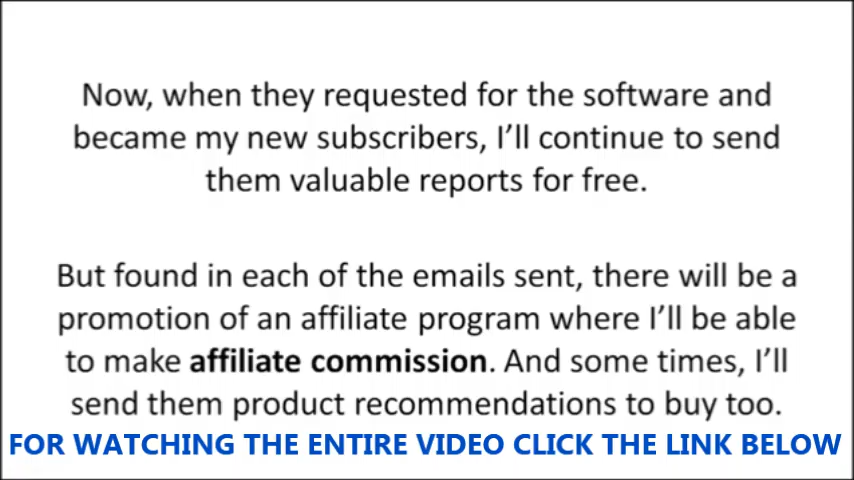 Now, when they requested for the software and
became my new subscribers, I'll continue to send
them valuable reports for free.
But found in each of the emails sent, there will be a
promotion of an affiliate program where I'll be able
to make affiliate commission. And some times, I'll
send them product recommendations to buy too.
FOR WATCHING THE ENTIRE VIDEO CLICK THE LINK BELOW